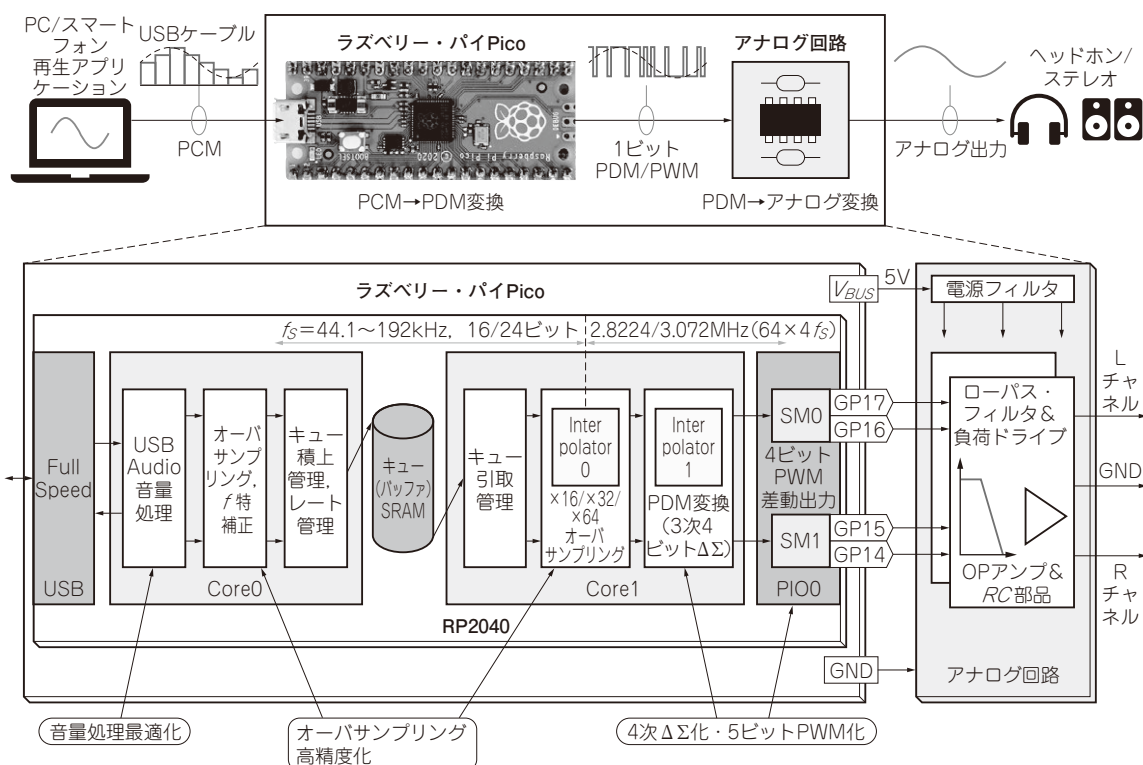 PC/スマート
フォン
再生アプリ
ケーション
USBケーブル
PCM
ラズベリー・パイPico
BOOTSEL
Raspberry Pi Pico © 2020
PCM→PDM変換
1ビット
PDM/PWM
アナログ回路
PDM→アナログ変換
アナログ出力
ヘッドホン/
ステレオ
ラズベリー・パイPico
fS＝44.1～192kHz, 16/24ビット
2.8224/3.072MHz(64×4fS)
Full
Speed
USB
USB
Audio
音量
処理
オーバ
サンプ
リング,
f特
補正
キュー
積上
管理,
レート
管理
Core0
キュー
(バッファ)
SRAM
キュー
引取
管理
Inter
polator
0
×16/×32/
×64
オーバ
サンプリング
Inter
polator
1
PDM変換
(3次4
ビットΔΣ)
Core1
SM0
4ビット
PWM
差動出力
SM1
PIO0
RP2040
VBUS
5V
GP17
GP16
GP15
GP14
GND
電源フィルタ
ローパス・
フィルタ&
負荷ドライブ
OPアンプ&
RC部品
アナログ回路
L
チャ
ネル
GND
R
チャ
ネル
音量処理最適化
オーバサンプリング
高精度化
4次ΔΣ化・5ビットPWM化